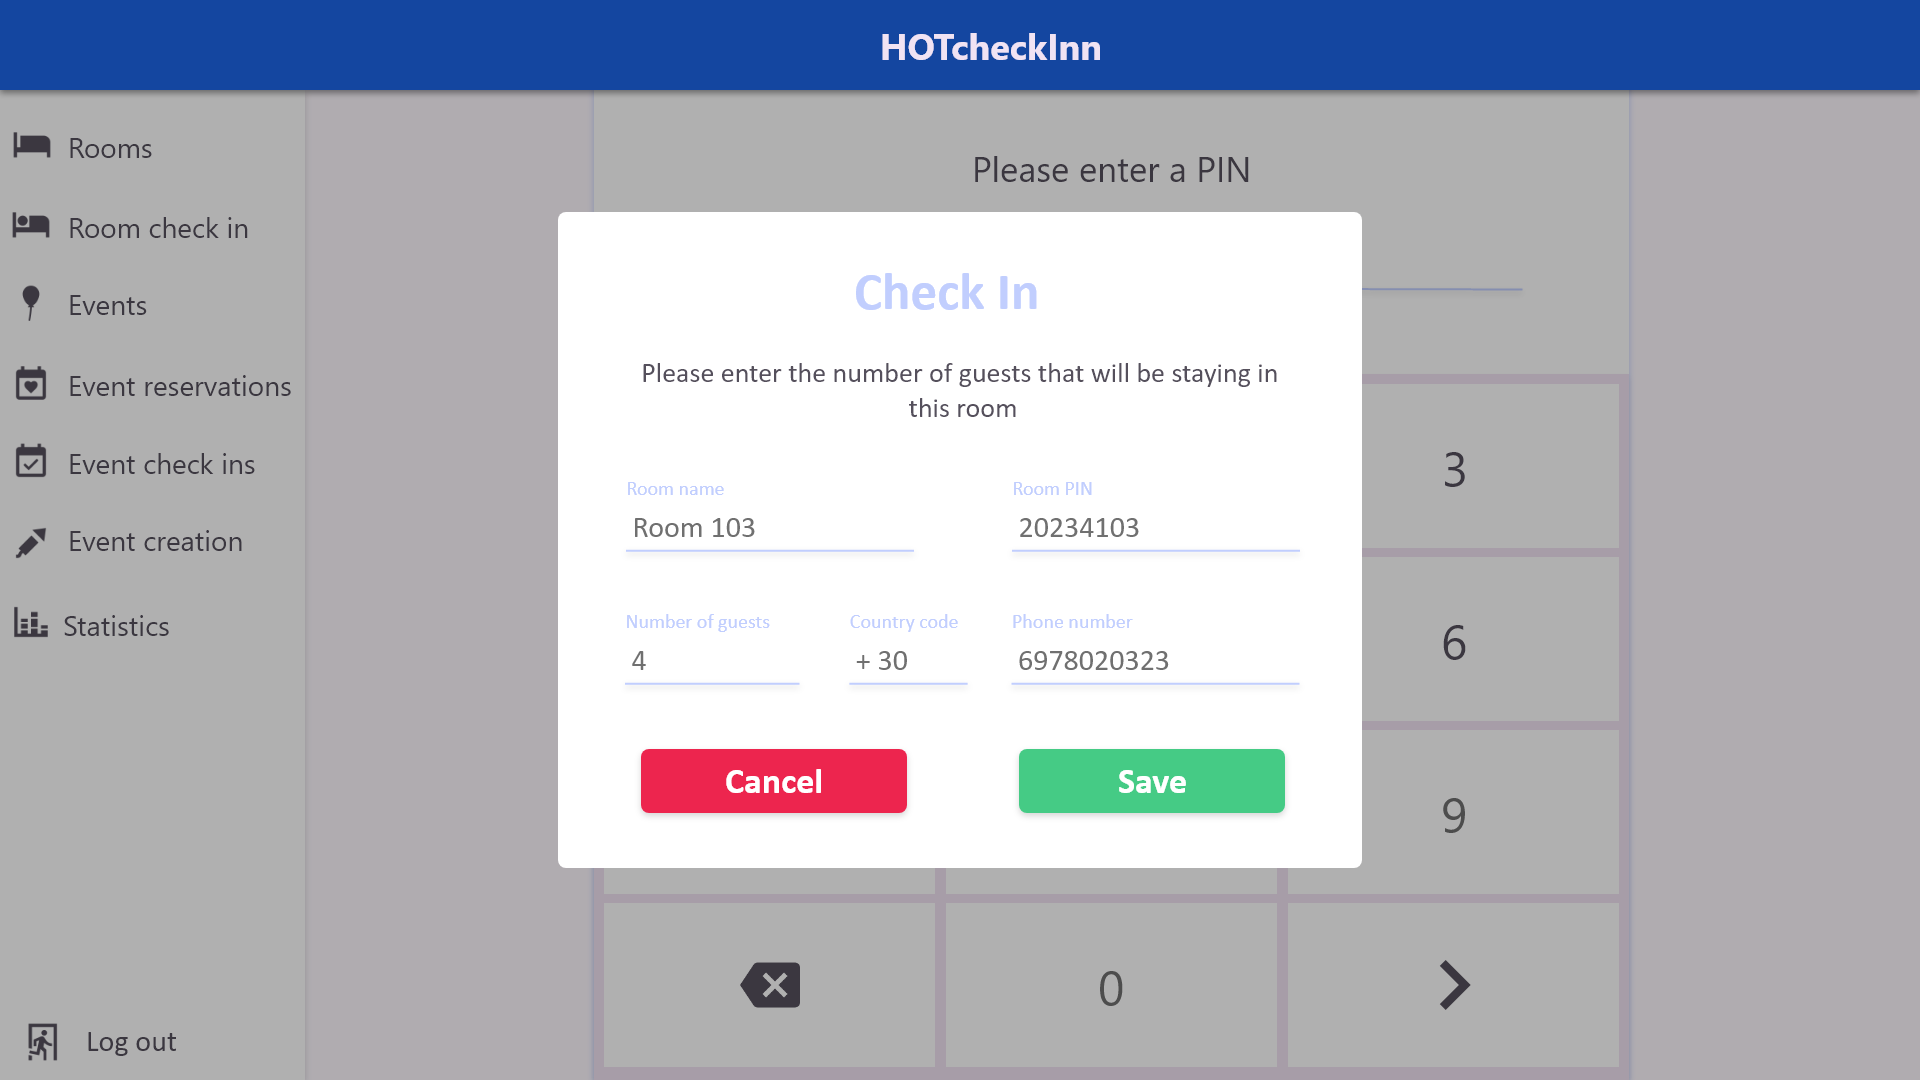 HOTcheckInn
Rooms
Room check in
Events
Event reservations
Event check ins
Event creation
Statistics
Log out
Please enter a PIN
Check In
Please enter the number of guests that will be staying in
this room
Room name
Room PIN
Room 103
20234103
Number of guests
Country code
Phone number
4
+ 30
6978020323
Cancel
Save
3
6
9
0